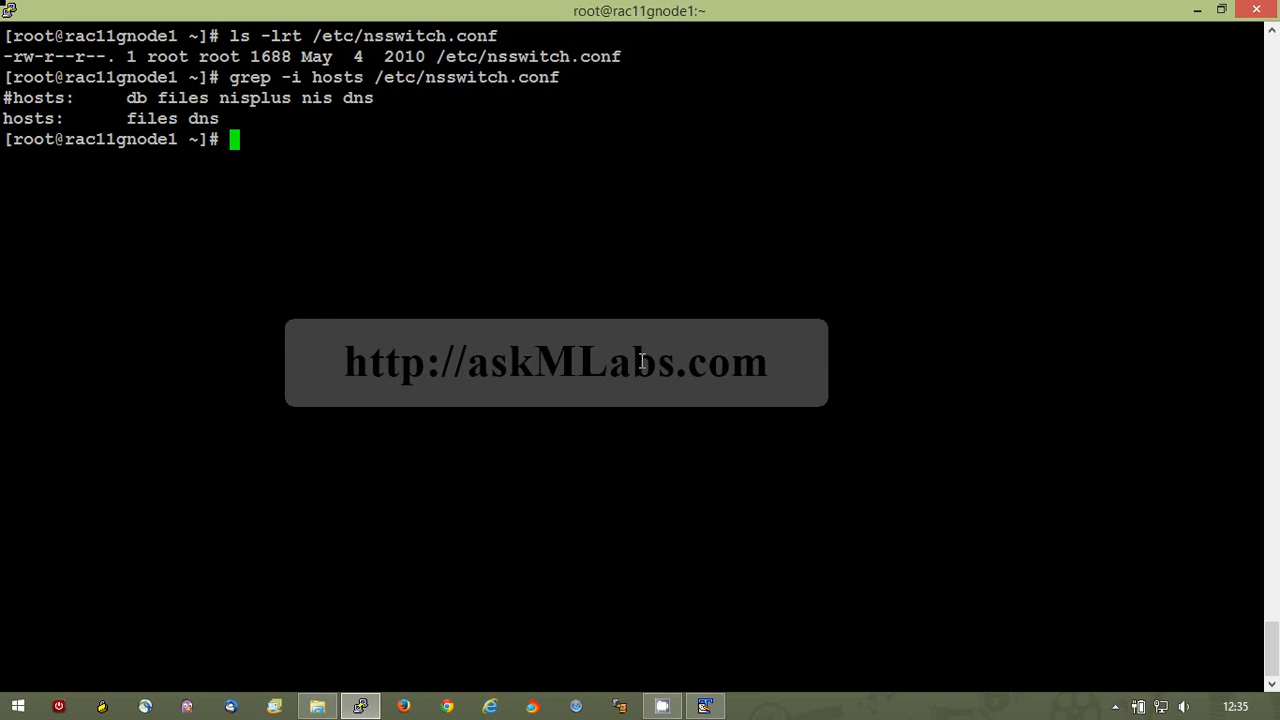 root@rac11gnode1:~
[root@rac11gnode1 ~]# ls -lrt /etc/nsswitch.conf
-rw-r--r--. 1 root root 1688 May  4  2010 /etc/nsswitch.conf
[root@rac11gnode1 ~]# grep -i hosts /etc/nsswitch.conf
#hosts:     db files nisplus nis dns
hosts:      files dns
[root@rac11gnode1 ~]#
http://askMLabs.com
12:35